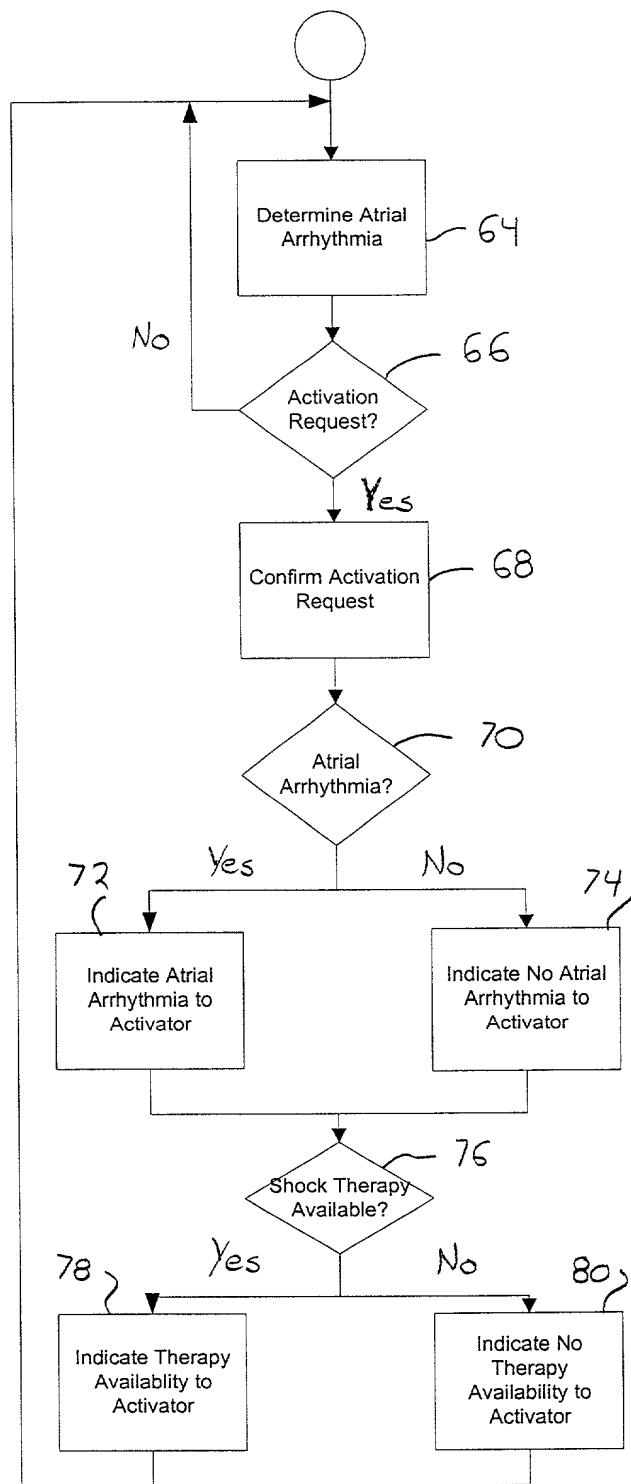 Determine Atrial
Arrhythmia
64
No
66
Activation
Request?
Yes
Confirm Activation
Request
68
70
Atrial
Arrhythmia?
Yes
No
72
74
Indicate Atrial
Arrhythmia to
Activator
Indicate No Atrial
Arrhythmia to
Activator
76
Shock Therapy
Available?
Yes
No
78
80
Indicate Therapy
Availablity to
Activator
Indicate No
Therapy
Availability to
Activator